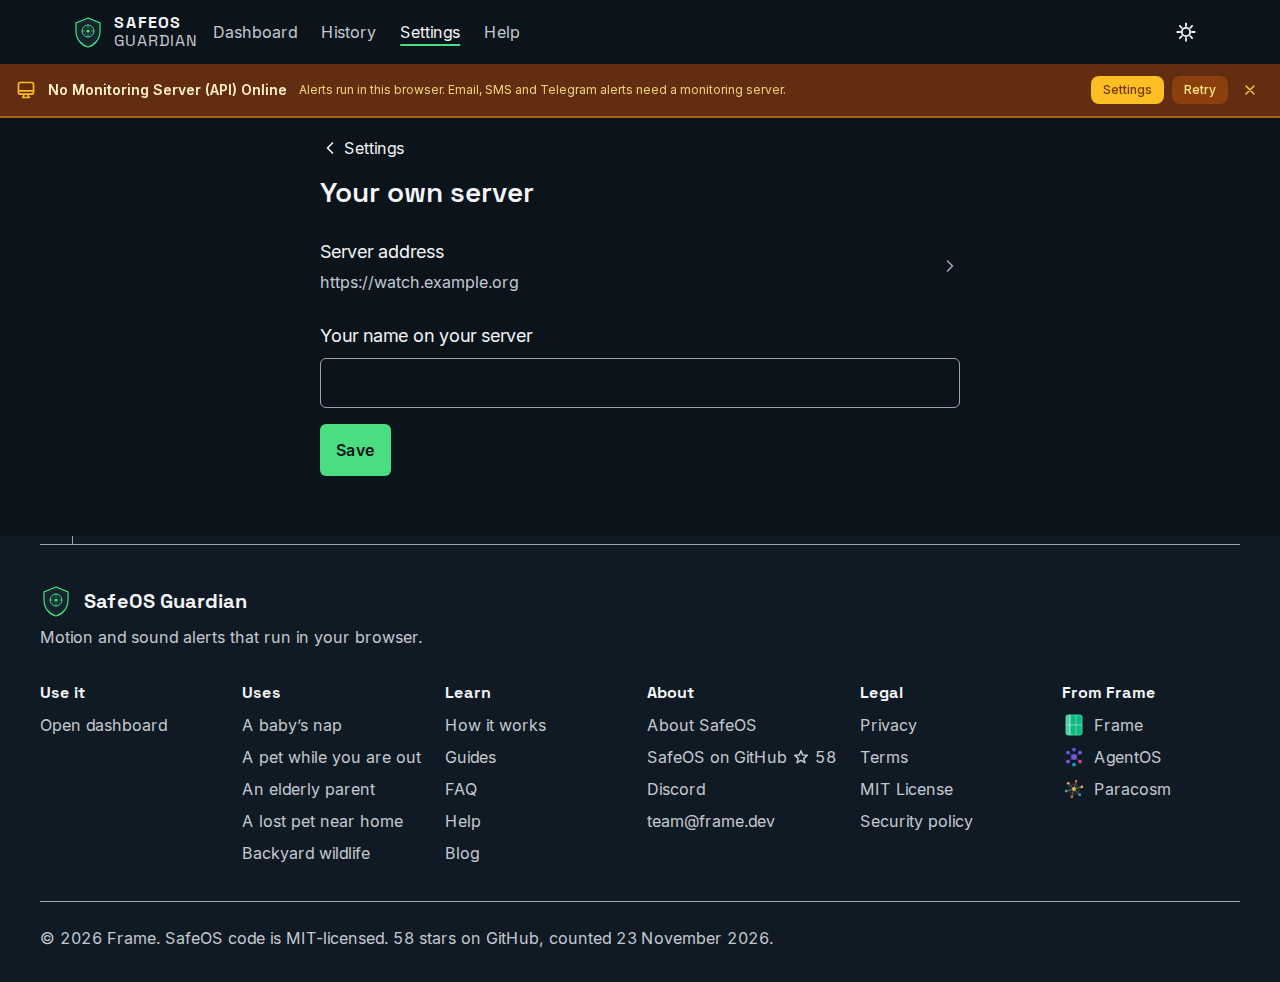 SAFEOS
GUARDIAN
Dashboard
History
Settings
Help
No Monitoring Server (API) Online
Alerts run in this browser. Email, SMS and Telegram alerts need a monitoring server.
Settings
Retry
Settings
Your own server
Server address
https://watch.example.org
Your name on your server
Save
SafeOS Guardian
Motion and sound alerts that run in your browser.
Use it
Open dashboard
Uses
A baby’s nap
A pet while you are out
An elderly parent
A lost pet near home
Backyard wildlife
Learn
How it works
Guides
FAQ
Help
Blog
About
About SafeOS
SafeOS on GitHub ☆ 58
Discord
team@frame.dev
Legal
Privacy
Terms
MIT License
Security policy
From Frame
Frame
AgentOS
Paracosm
© 2026 Frame. SafeOS code is MIT-licensed. 58 stars on GitHub, counted 23 November 2026.